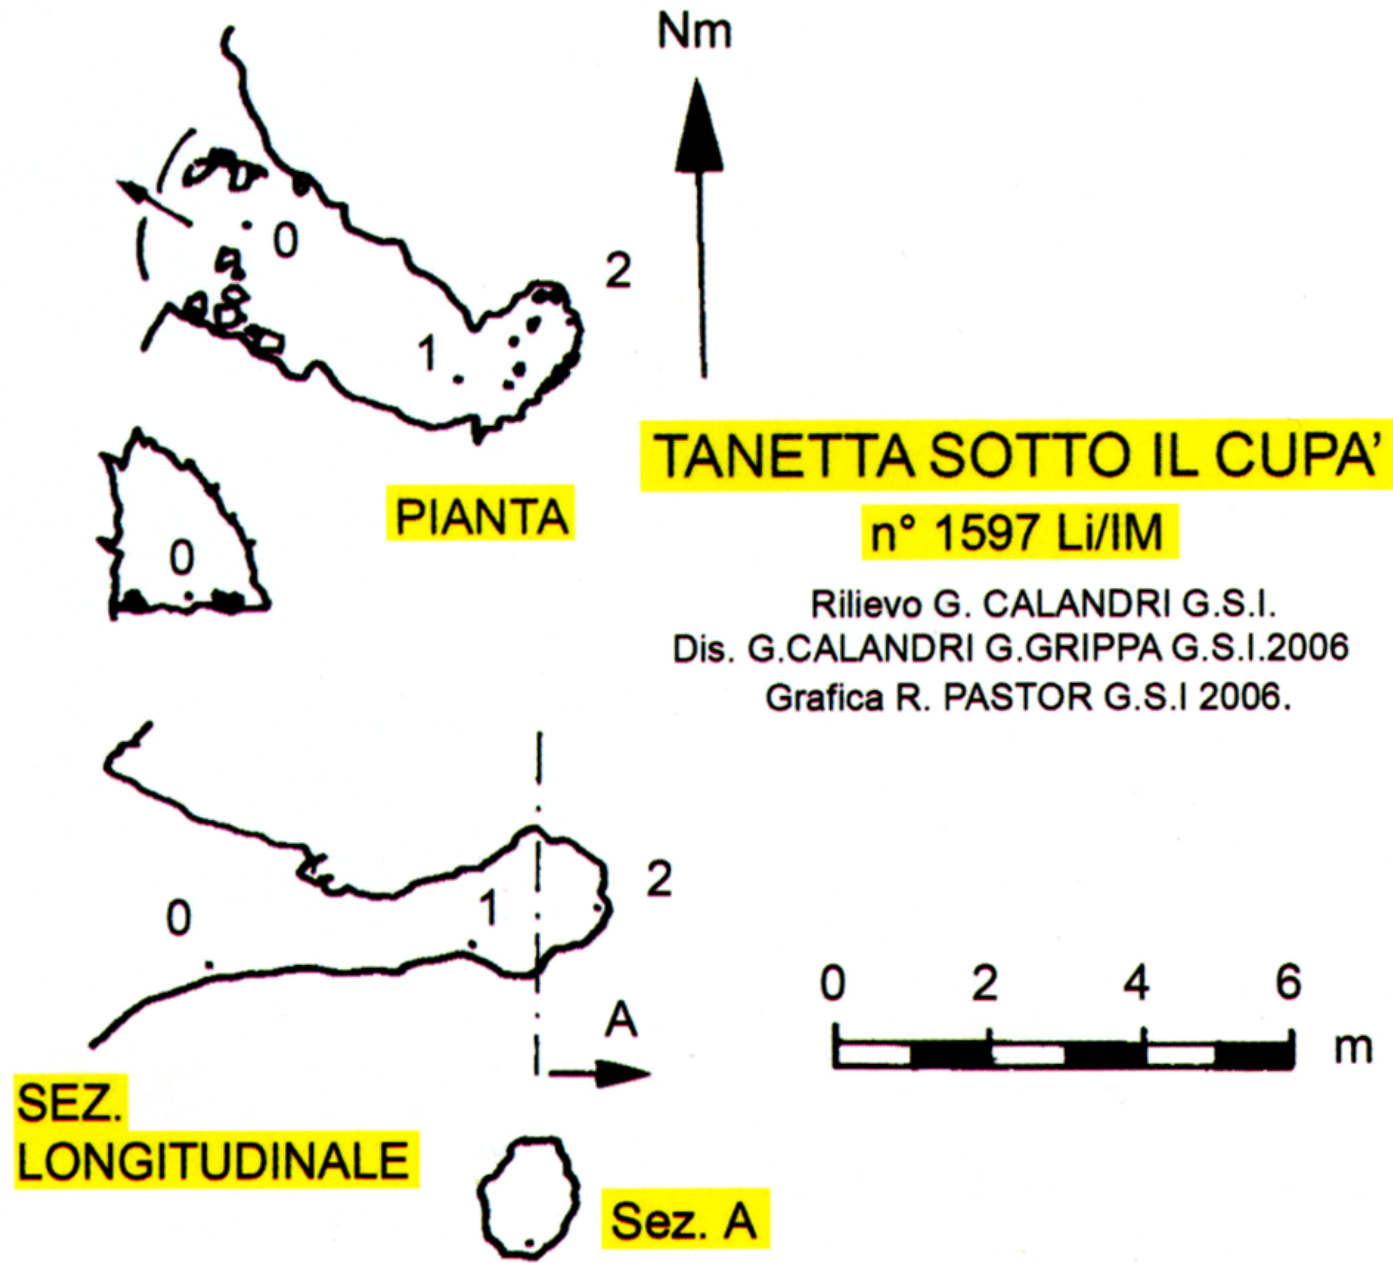 Nm
0
2
1
PIANTA
TANETTA SOTTO IL CUPA'
n° 1597 Li/IM
0
Rilievo G. CALANDRI G.S.I.
Dis. G.CALANDRI G.GRIPPA G.S.I.2006
Grafica R. PASTOR G.S.I 2006.
0
1
2
A
0 2 4 6
m
SEZ.
LONGITUDINALE
Sez. A